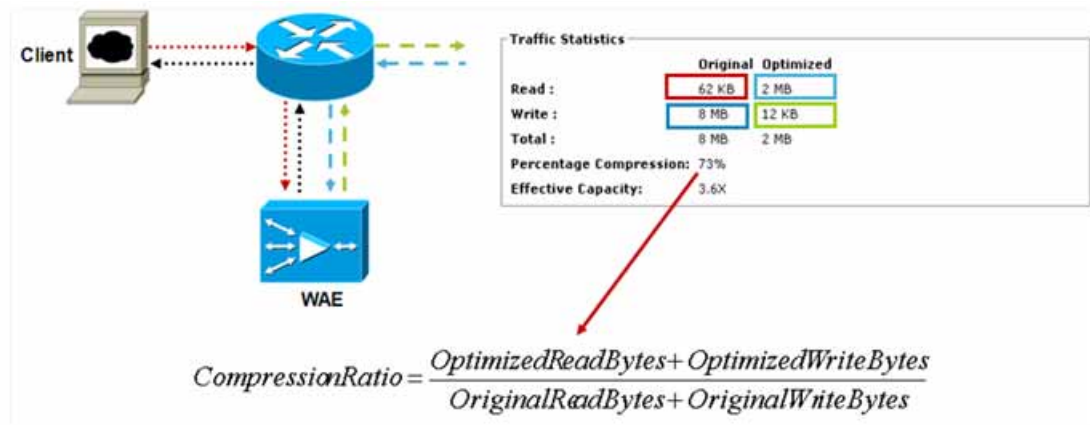 Client
Traffic Statistics
Original Optimized
Read : 62 KB 2 MB
Write : 8 MB 12 KB
Total : 8 MB 2 MB
Percentage Compression: 73%
Effective Capacity: 3.6X
WAE
CompressionRatio = OptimizedReadBytes + OptimizedWriteBytes
OriginalReadBytes + OriginalWriteBytes